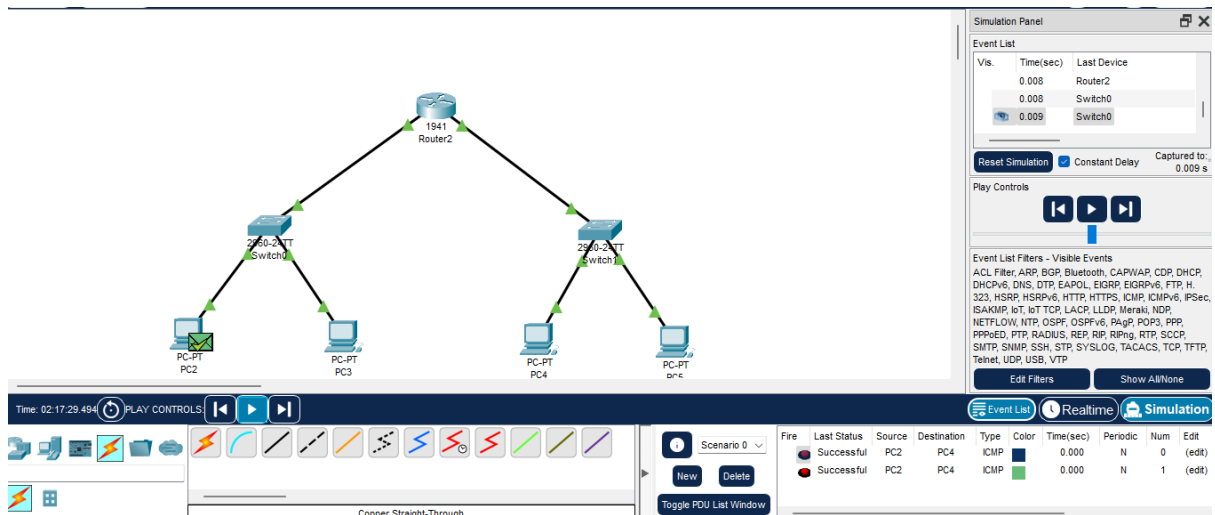 1941
Router2
2960-24TT
Switch0
2960-24TT
Switch1
PC-PT
PC2
PC-PT
PC3
PC-PT
PC4
PC-PT
PC5
Simulation Panel
Event List
Vis. Time(sec) Last Device
0.008 Router2
0.008 Switch0
0.009 Switch0
Reset Simulation Constant Delay Captured to:
0.009 s
Play Controls
Event List Filters - Visible Events
ACL Filter, ARP, BGP, Bluetooth, CAPWAP, CDP, DHCP,
DHCPv6, DNS, DTP, EAPOL, EIGRP, EIGRPv6, FTP, H.
323, HSRP, HSRPv6, HTTP, HTTPS, ICMP, ICMPv6, IPSec,
ISAKMP, IoT, IoT TCP, LACP, LLDP, Meraki, NDP,
NETFLOW, NTP, OSPF, OSPFv6, PAgP, POP3, PPP,
PPPoED, PTP, RADIUS, REP, RIP, RIPng, RTP, SCCP,
SMTP, SNMP, SSH, STP, SYSLOG, TACACS, TCP, TFTP,
Telnet, UDP, USB, VTP
Edit Filters Show All/None
Time: 02:17:29.494 PLAY CONTROLS:
Event List Realtime Simulation
Scenario 0
New Delete
Toggle PDU List Window
Fire Last Status Source Destination Type Color Time(sec) Periodic Num Edit
Successful PC2 PC4 ICMP 0.000 N 0 (edit)
Successful PC2 PC4 ICMP 0.000 N 1 (edit)
Copper Straight-Through